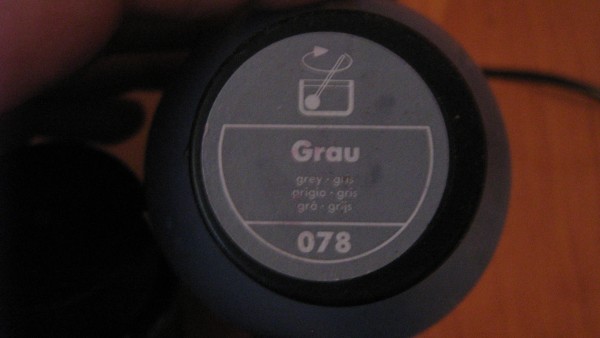 Grau
grey - gris
grigio - gris
grå - grijs
078